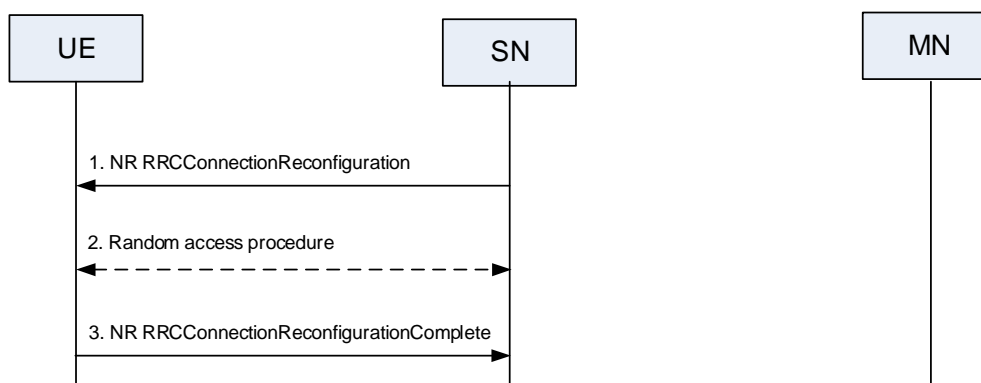 UE
SN
MN
1. NR RRCConnectionReconfiguration
2. Random access procedure
3. NR RRCConnectionReconfigurationComplete